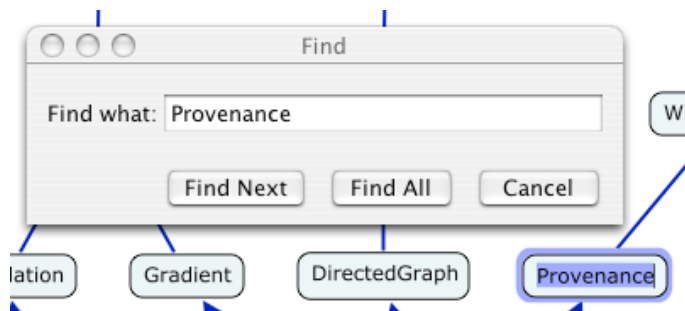 Find
Find what: Provenance
W
Find Next Find All Cancel
lation Gradient DirectedGraph Provenance